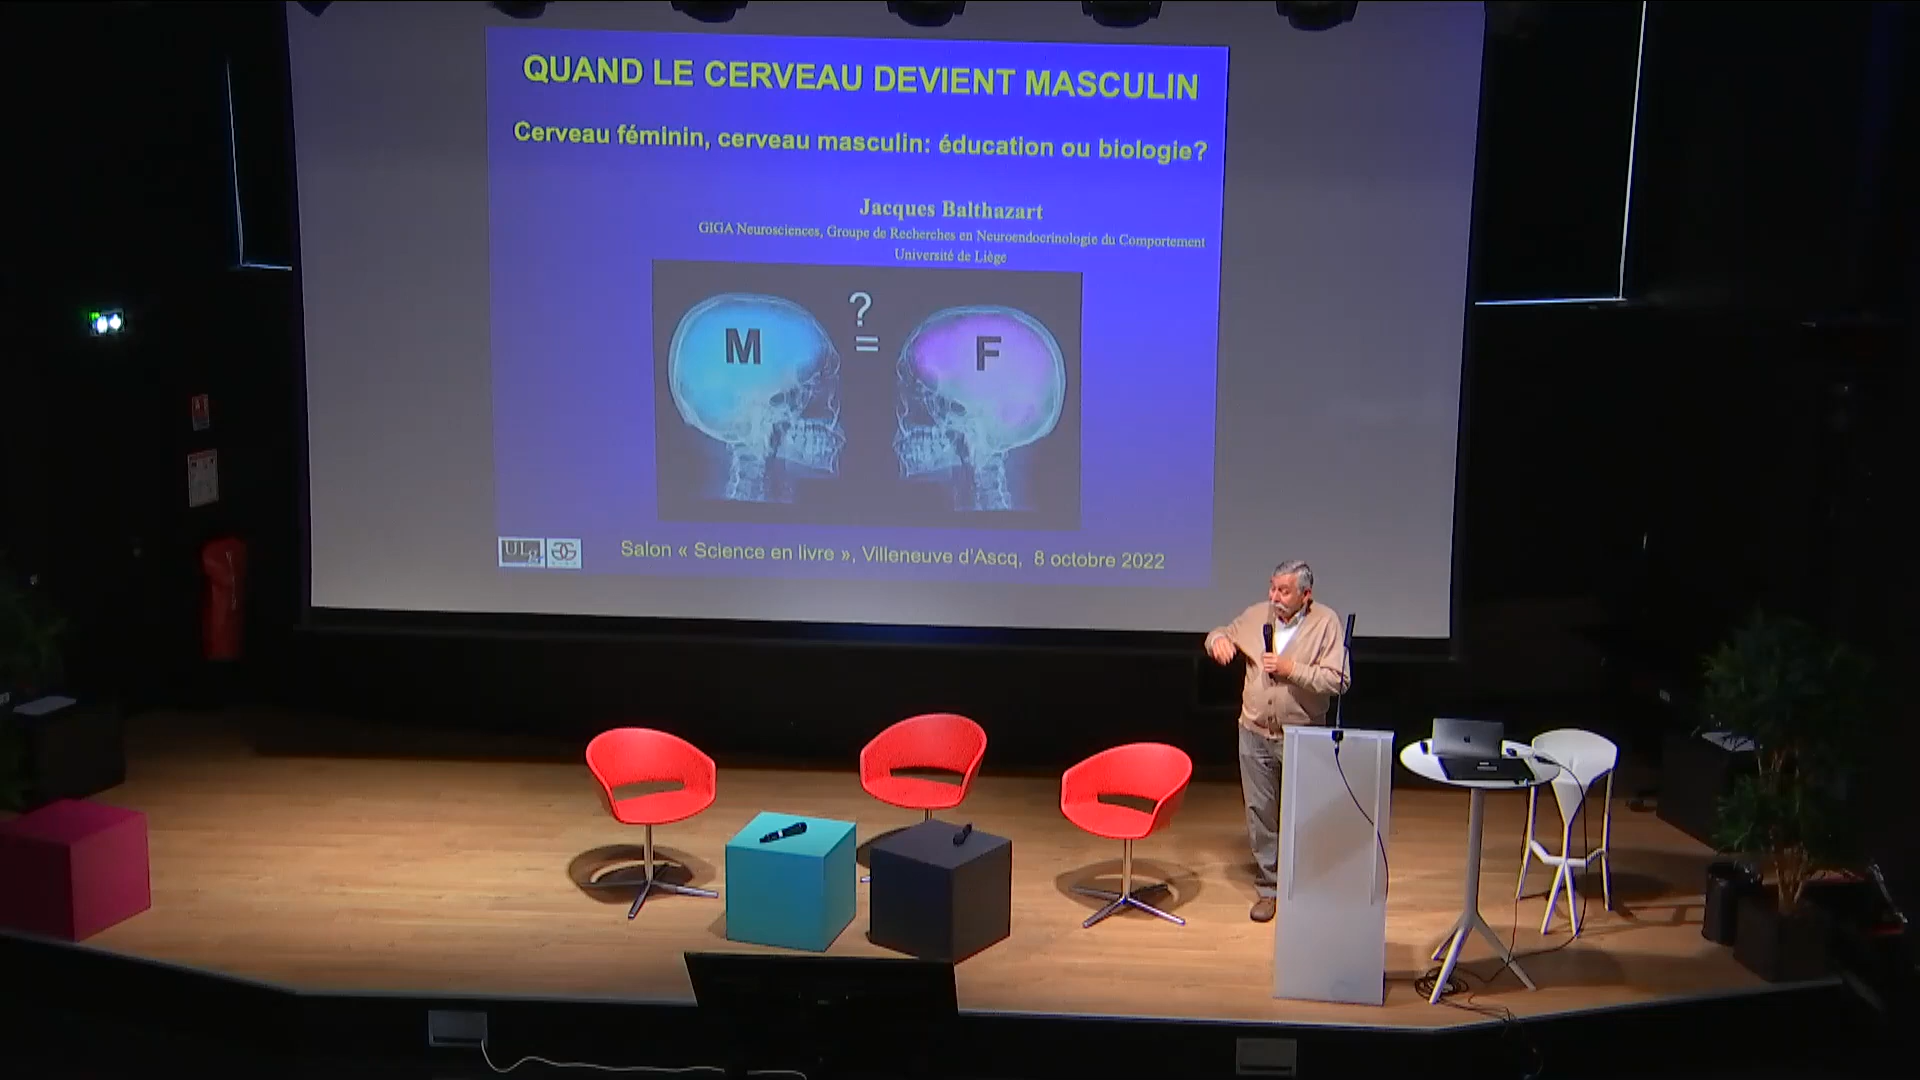 QUAND LE CERVEAU DEVIENT MASCULIN
Cerveau féminin, cerveau masculin: éducation ou biologie?
Jacques Balthazart
GIGA Neurosciences, Groupe de Recherches en Neuroendocrinologie du Comportement
Université de Liège
?
=
M
F
ULg
Salon « Science en livre », Villeneuve d'Ascq, 8 octobre 2022